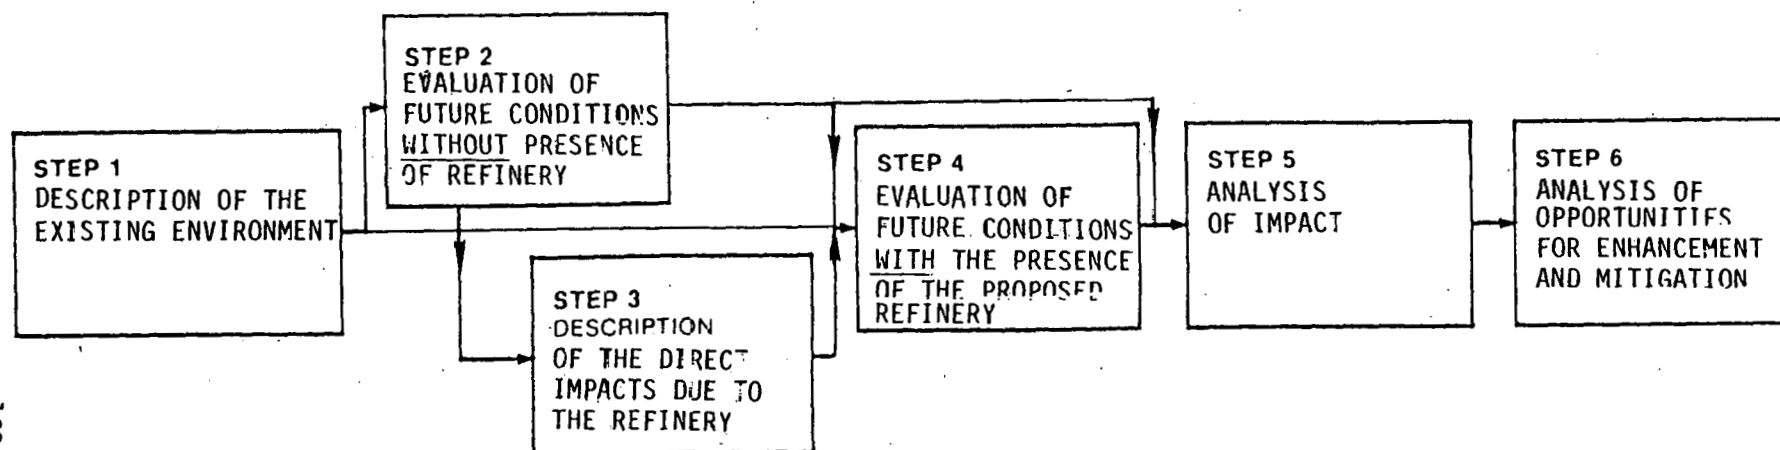 STEP 1
DESCRIPTION OF THE
EXISTING ENVIRONMENT
STEP 2
EVALUATION OF
FUTURE CONDITIONS
WITHOUT PRESENCE
OF REFINERY
STEP 3
DESCRIPTION
OF THE DIRECT
IMPACTS DUE TO
THE REFINERY
STEP 4
EVALUATION OF
FUTURE CONDITIONS
WITH THE PRESENCE
OF THE PROPOSED
REFINERY
STEP 5
ANALYSIS
OF IMPACT
STEP 6
ANALYSIS OF
OPPORTUNITIES
FOR ENHANCEMENT
AND MITIGATION